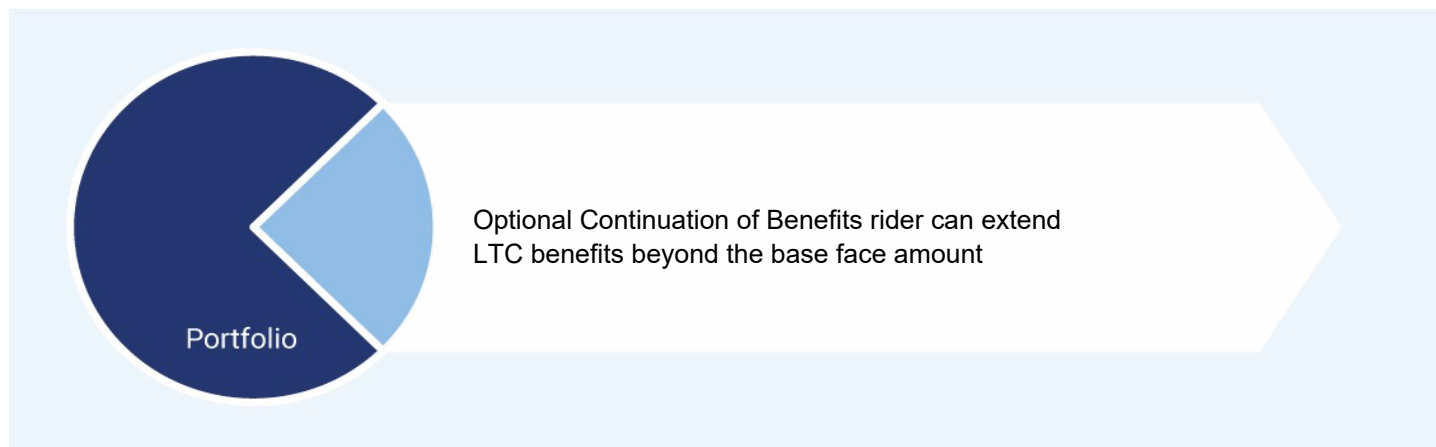 Optional Continuation of Benefits rider can extend
LTC benefits beyond the base face amount
Portfolio